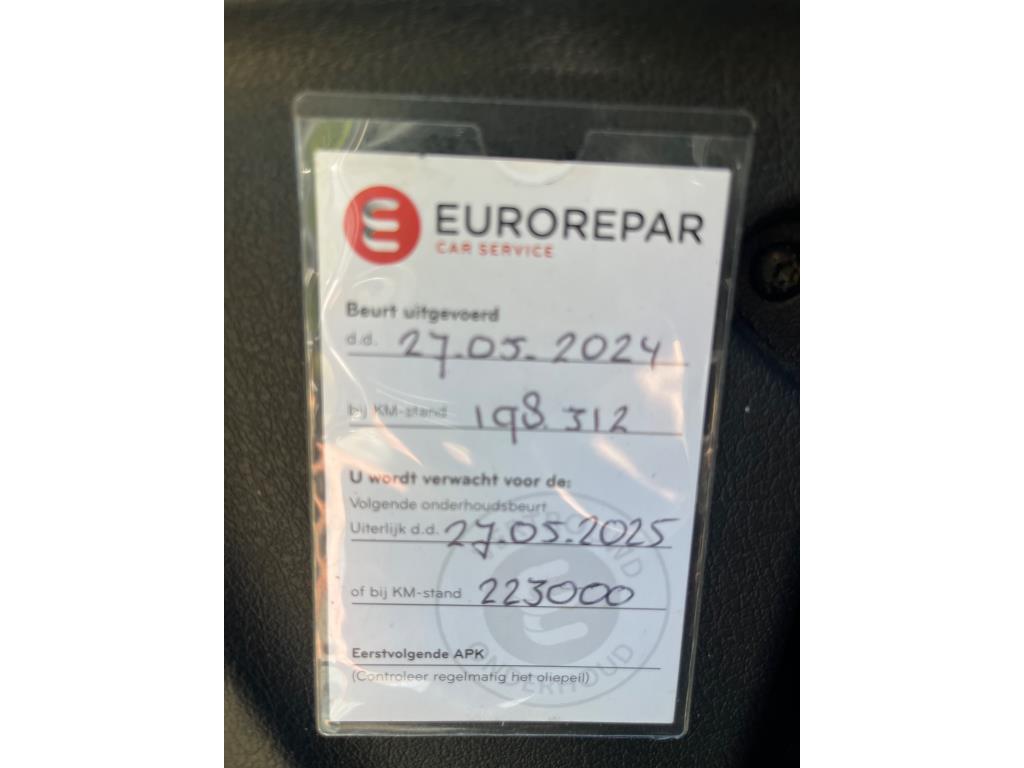 EUROREPAR
CAR SERVICE
Beurt uitgevoerd
d.d. 27.05.2024
bij KM-stand 198.312
U wordt verwacht voor de:
Volgende onderhoudsbeurt
Uiterlijk d.d. 27.05.2025
of bij KM-stand 223000
Eerstvolgende APK
(Controleer regelmatig het oliepeil)
ONDERHOUD